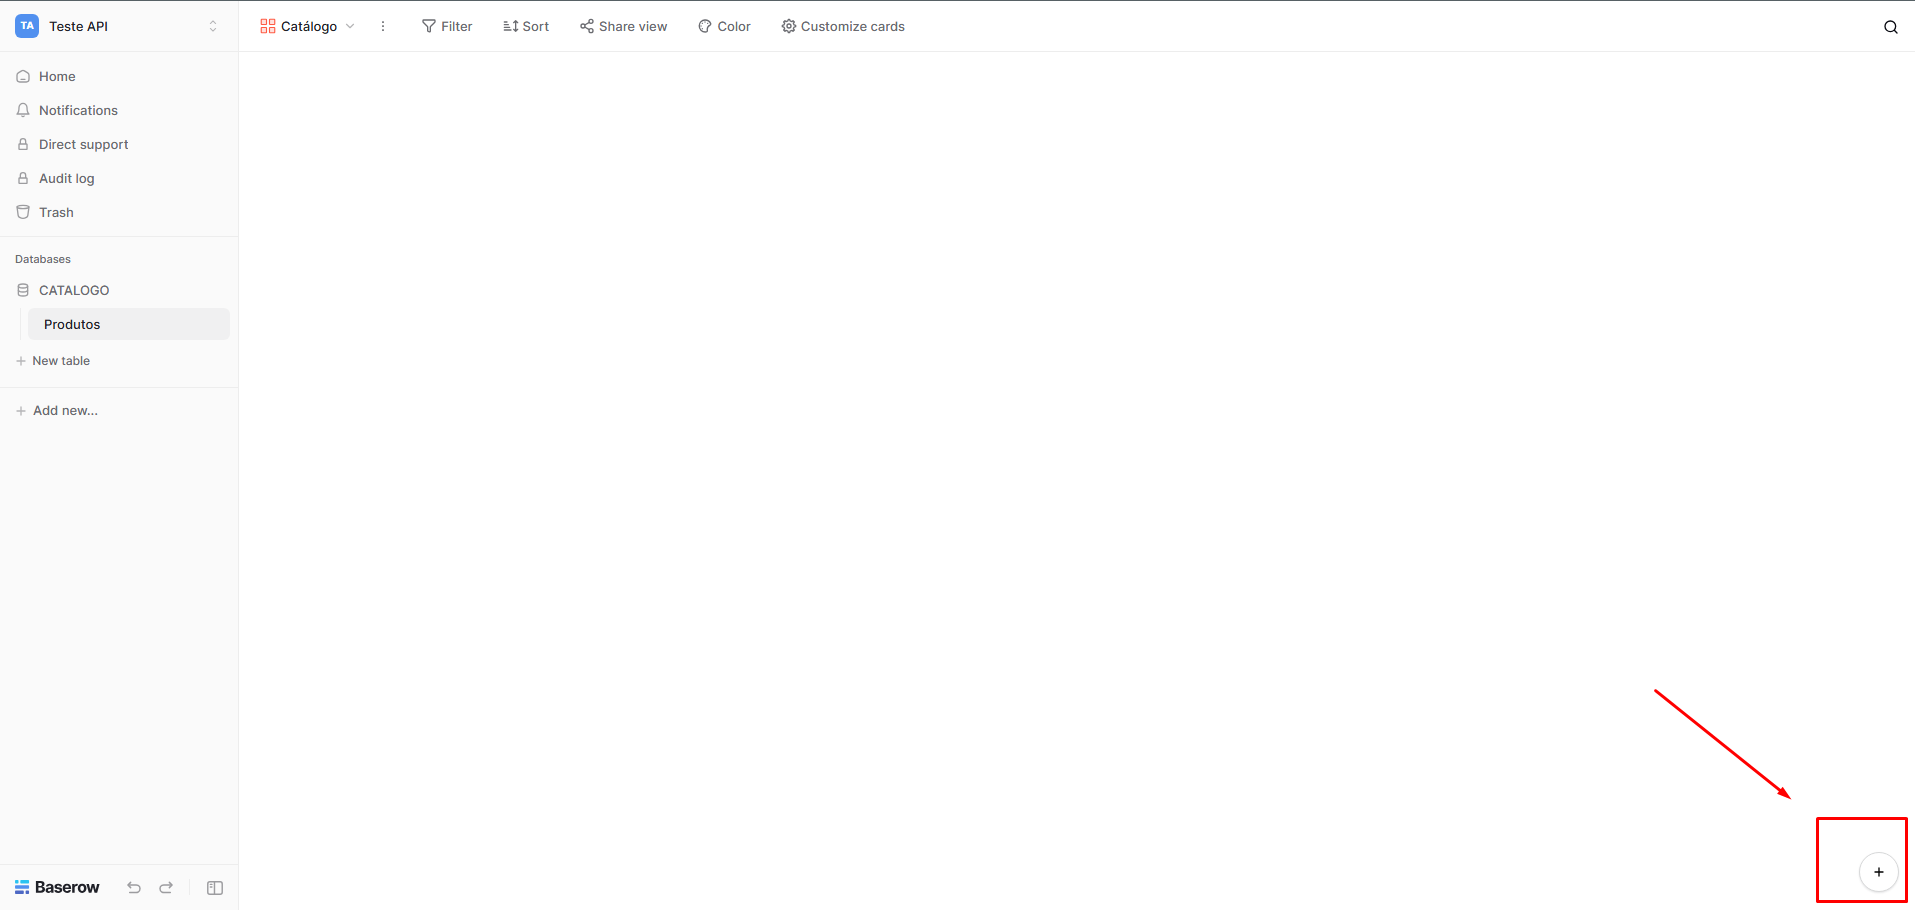 TA Teste API
Catálogo Filter Sort Share view Color Customize cards
Home
Notifications
Direct support
Audit log
Trash
Databases
CATALOGO
Produtos
+ New table
+ Add new...
Baserow
+